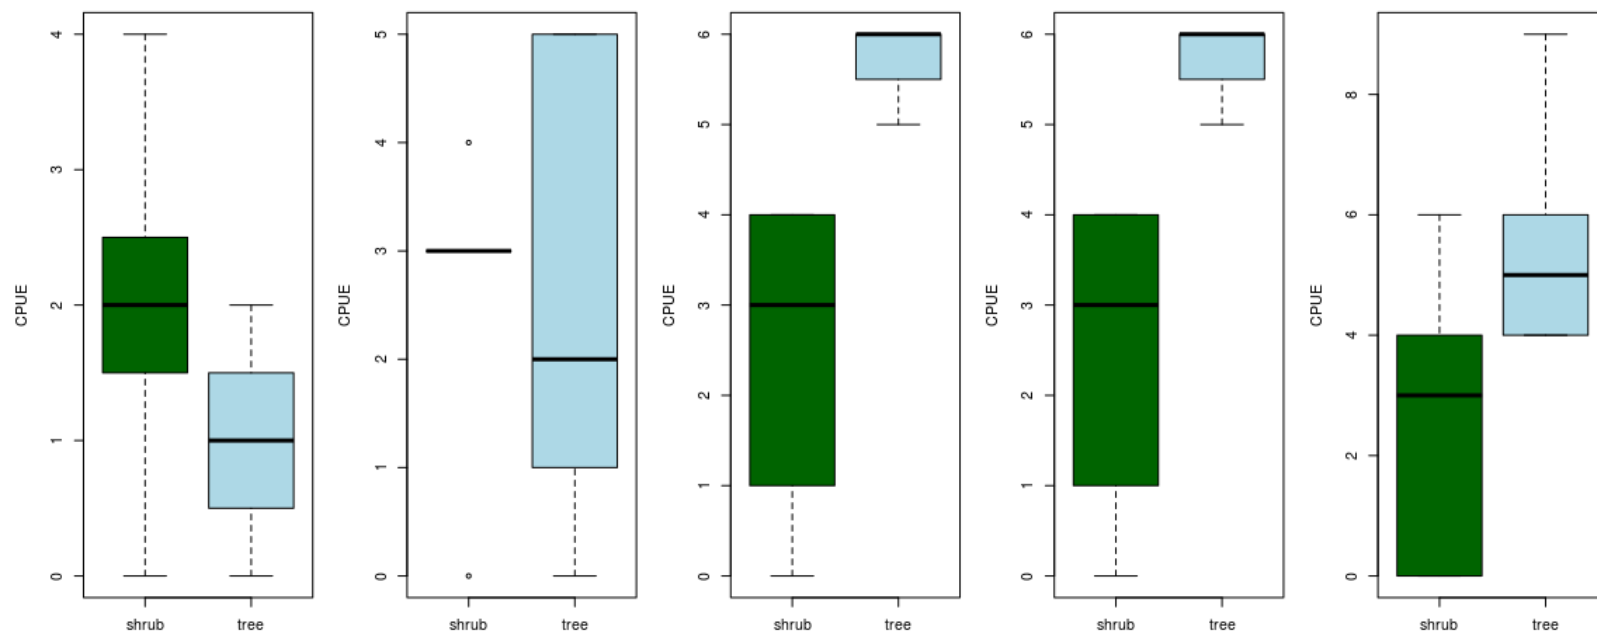 CPUE
0 1 2 3 4
shrub tree
CPUE
0 1 2 3 4 5
shrub tree
CPUE
0 1 2 3 4 5 6
shrub tree
CPUE
0 1 2 3 4 5 6
shrub tree
CPUE
0 2 4 6 8
shrub tree